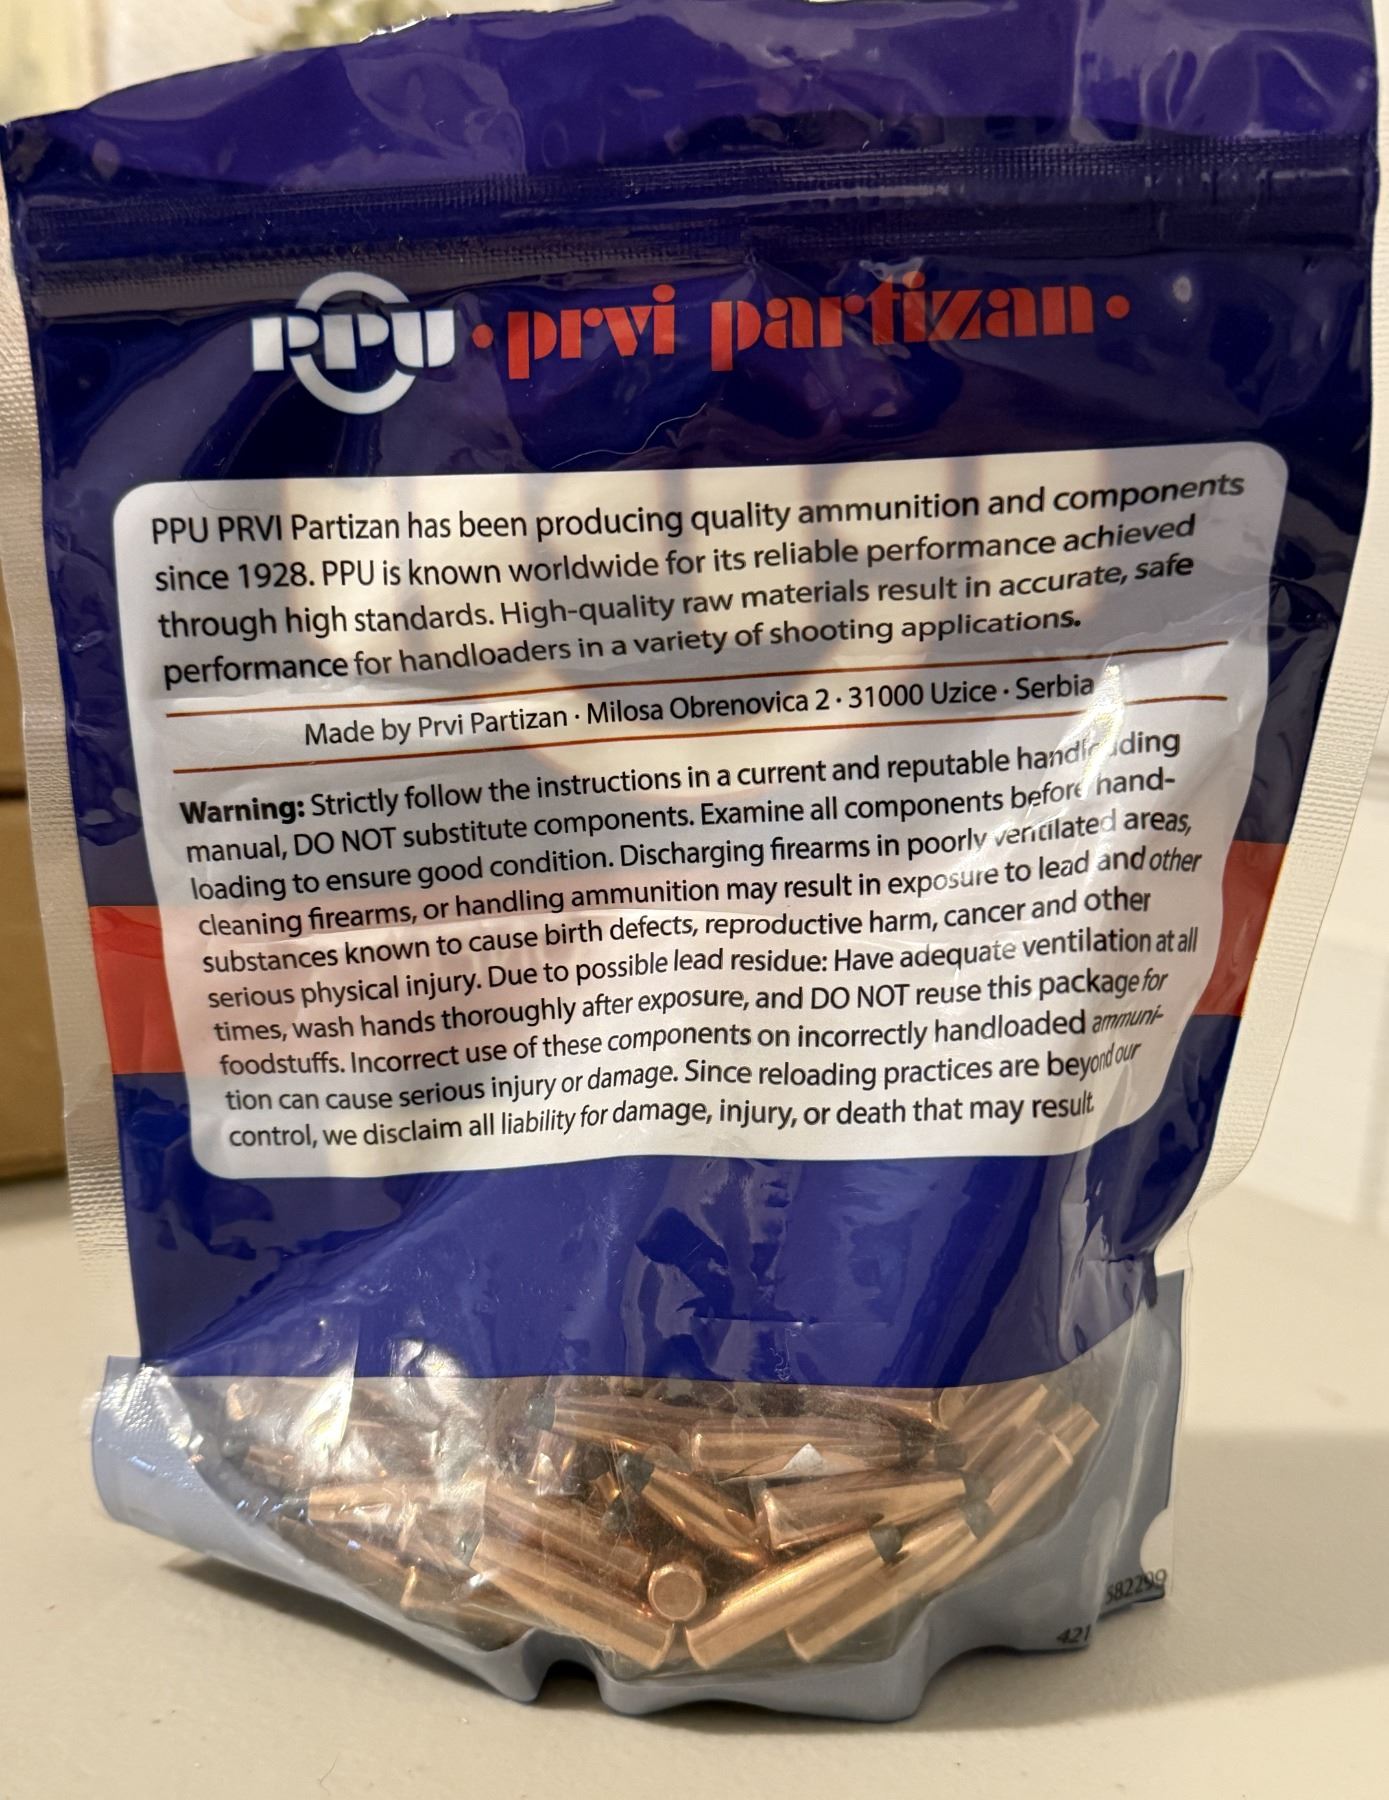 PPU • prvi partizan •
PPU PRVI Partizan has been producing quality ammunition and components
since 1928. PPU is known worldwide for its reliable performance achieved
through high standards. High-quality raw materials result in accurate, safe
performance for handloaders in a variety of shooting applications.
Made by Prvi Partizan · Milosa Obrenovica 2 · 31000 Uzice · Serbia
Warning: Strictly follow the instructions in a current and reputable handloading
manual, DO NOT substitute components. Examine all components before hand-
loading to ensure good condition. Discharging firearms in poorly ventilated areas,
cleaning firearms, or handling ammunition may result in exposure to lead and other
substances known to cause birth defects, reproductive harm, cancer and other
serious physical injury. Due to possible lead residue: Have adequate ventilation at all
times, wash hands thoroughly after exposure, and DO NOT reuse this package for
foodstuffs. Incorrect use of these components on incorrectly handloaded ammuni-
tion can cause serious injury or damage. Since reloading practices are beyond our
control, we disclaim all liability for damage, injury, or death that may result.
421